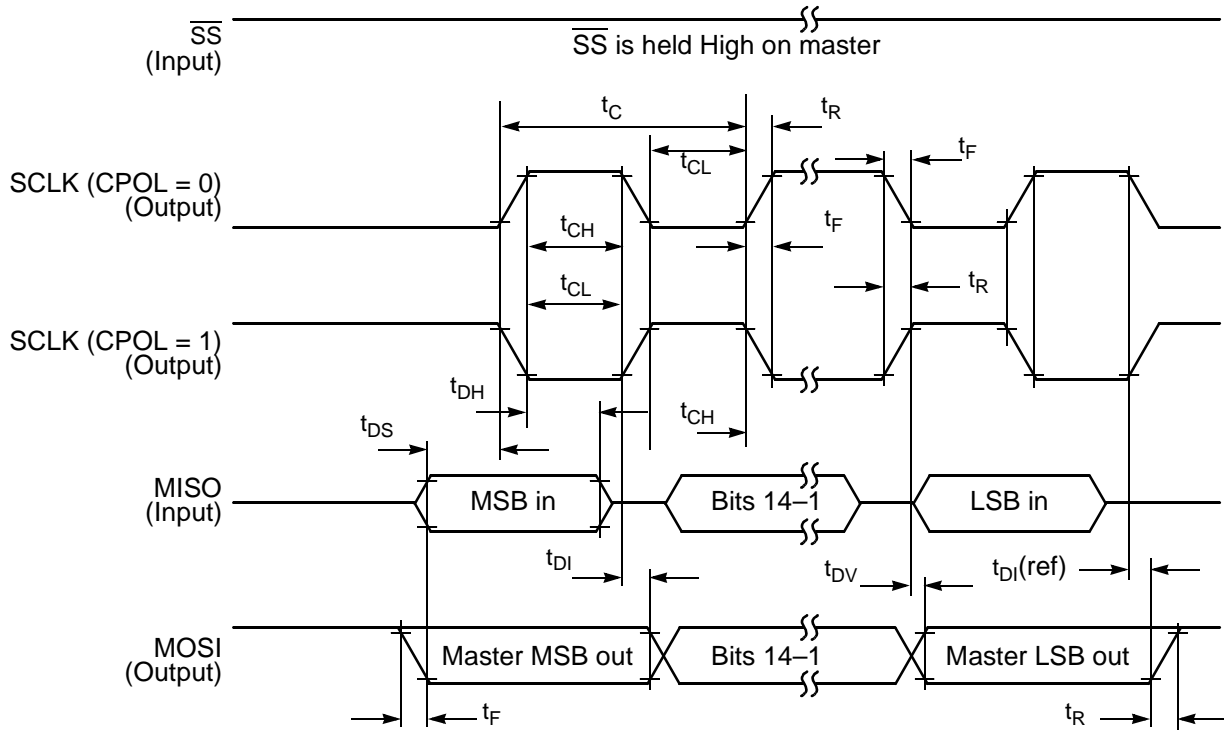 SS
(Input)
SS is held High on master
tC
tR
tF
tCL
SCLK (CPOL = 0)
(Output)
tCH
tF
tCL
tR
SCLK (CPOL = 1)
(Output)
tDH
tCH
tDS
MISO
(Input)
MSB in
Bits 14–1
LSB in
tDI
tDV
tDI(ref)
MOSI
(Output)
Master MSB out
Bits 14–1
Master LSB out
tF
tR